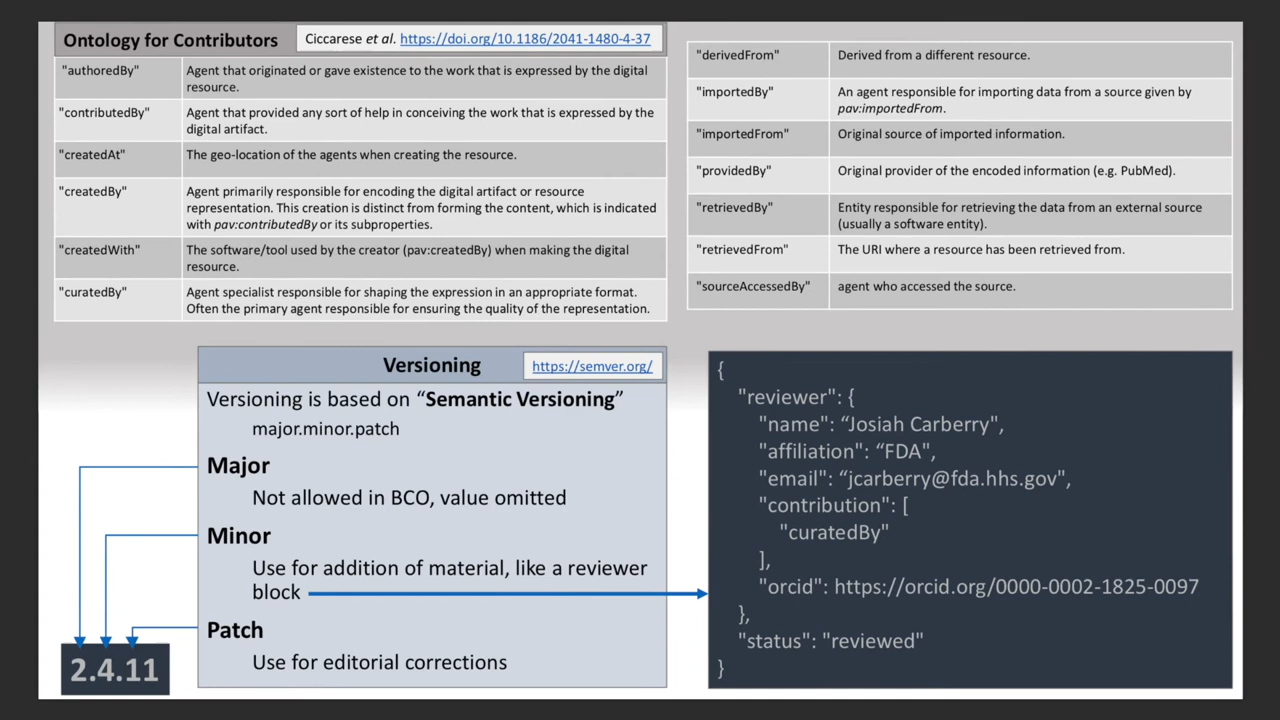 Ontology for Contributors
Ciccarese et al. https://doi.org/10.1186/2041-1480-4-37
"authoredBy"
Agent that originated or gave existence to the work that is expressed by the digital
resource.
"contributedBy"
Agent that provided any sort of help in conceiving the work that is expressed by the
digital artifact.
"createdAt"
The geo-location of the agents when creating the resource.
"createdBy"
Agent primarily responsible for encoding the digital artifact or resource
representation. This creation is distinct from forming the content, which is indicated
with pav:contributedBy or its subproperties.
"createdWith"
The software/tool used by the creator (pav:createdBy) when making the digital
resource.
"curatedBy"
Agent specialist responsible for shaping the expression in an appropriate format.
Often the primary agent responsible for ensuring the quality of the representation.
"derivedFrom"
Derived from a different resource.
"importedBy"
An agent responsible for importing data from a source given by
pav:importedFrom.
"importedFrom"
Original source of imported information.
"providedBy"
Original provider of the encoded information (e.g. PubMed).
"retrievedBy"
Entity responsible for retrieving the data from an external source
(usually a software entity).
"retrievedFrom"
The URI where a resource has been retrieved from.
"sourceAccessedBy"
agent who accessed the source.
Versioning
https://semver.org/
Versioning is based on “Semantic Versioning”
major.minor.patch
Major
Not allowed in BCO, value omitted
Minor
Use for addition of material, like a reviewer
block
Patch
Use for editorial corrections
2.4.11
{
"reviewer": {
"name": “Josiah Carberry",
"affiliation": “FDA",
"email": “jcarberry@fda.hhs.gov",
"contribution": [
"curatedBy"
],
"orcid": https://orcid.org/0000-0002-1825-0097
},
"status": "reviewed"
}